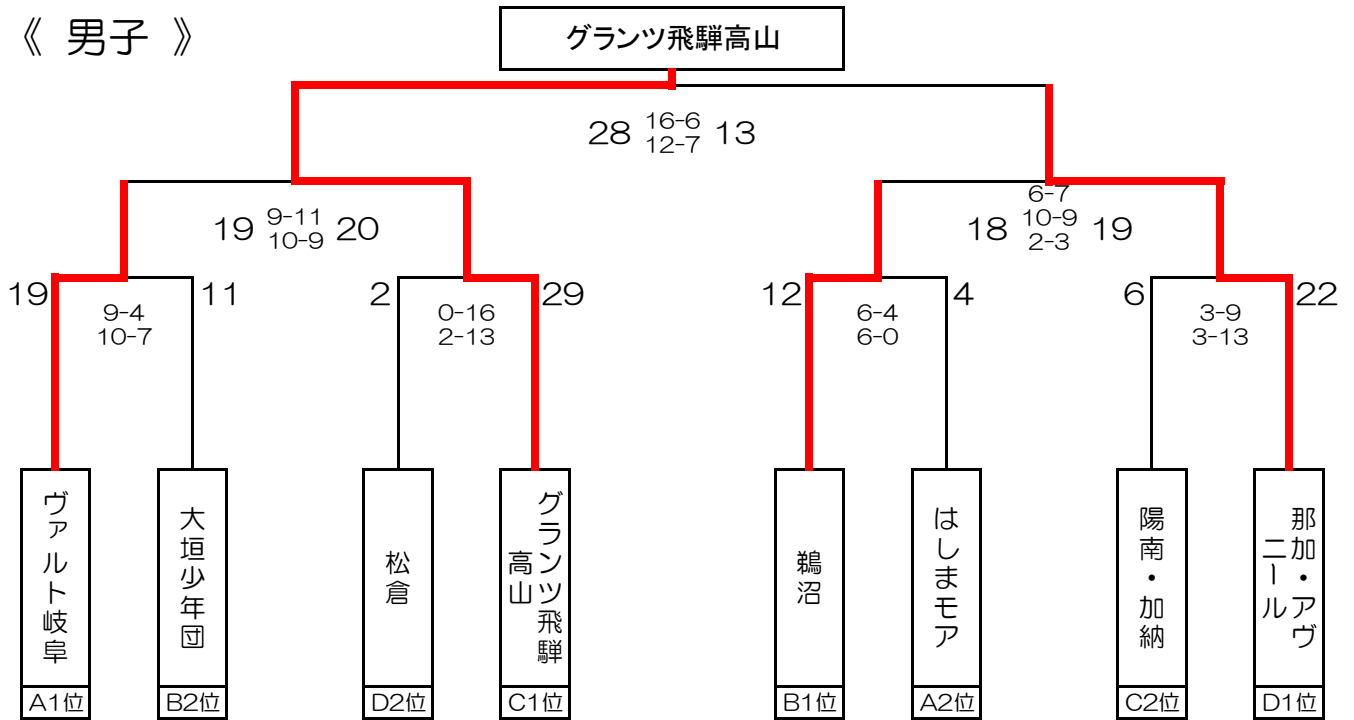 《 男子 》
グランツ飛騨高山
28 16-6 13
12-7
19 9-11 20
10-9
6-7
18 10-9 19
2-3
19
9-4
10-7
11
2
0-16
2-13
29
12
6-4
6-0
4
6
3-9
3-13
22
ヴァルト岐阜
大垣少年団
松倉
グランツ飛騨
高山
鵜沼
はしまモア
陽南・加納
那加・アヴ
ニール
A1位
B2位
D2位
C1位
B1位
A2位
C2位
D1位